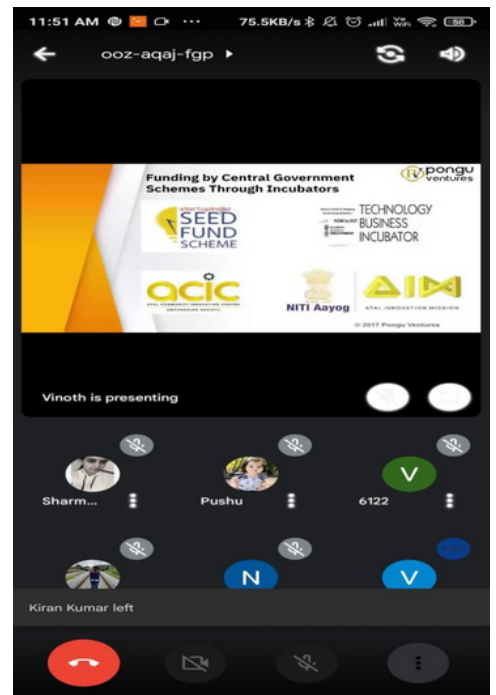 11:51 AM
75.5KB/s
56
ooz-aqaj-fgp
Funding by Central Government
Schemes Through Incubators
pongu
ventures
startupindia
SEED
FUND
SCHEME
TECHNOLOGY
BUSINESS
INCUBATOR
acic
ATAL COMMUNITY INNOVATION CENTRE
NITI Aayog
AIM
ATAL INNOVATION MISSION
© 2017 Pongu Ventures
Vinoth is presenting
Sharm...
Pushu
V
6122
N
V
Kiran Kumar left